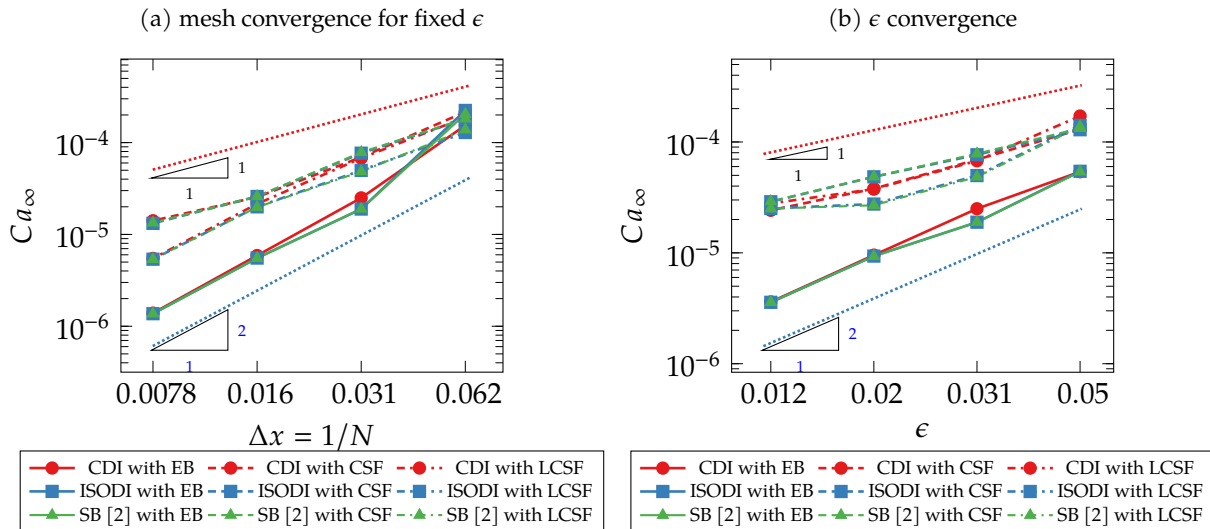 (a) mesh convergence for fixed ϵ
(b) ϵ convergence
10⁻⁴
10⁻⁵
10⁻⁶
Ca∞
1
1
2
1
0.0078 0.016 0.031 0.062
Δx = 1/N
10⁻⁴
10⁻⁵
10⁻⁶
Ca∞
1
1
2
1
0.012 0.02 0.031 0.05
ϵ
CDI with EB CDI with CSF CDI with LCSF
ISODI with EB ISODI with CSF ISODI with LCSF
SB [2] with EB SB [2] with CSF SB [2] with LCSF
CDI with EB CDI with CSF CDI with LCSF
ISODI with EB ISODI with CSF ISODI with LCSF
SB [2] with EB SB [2] with CSF SB [2] with LCSF